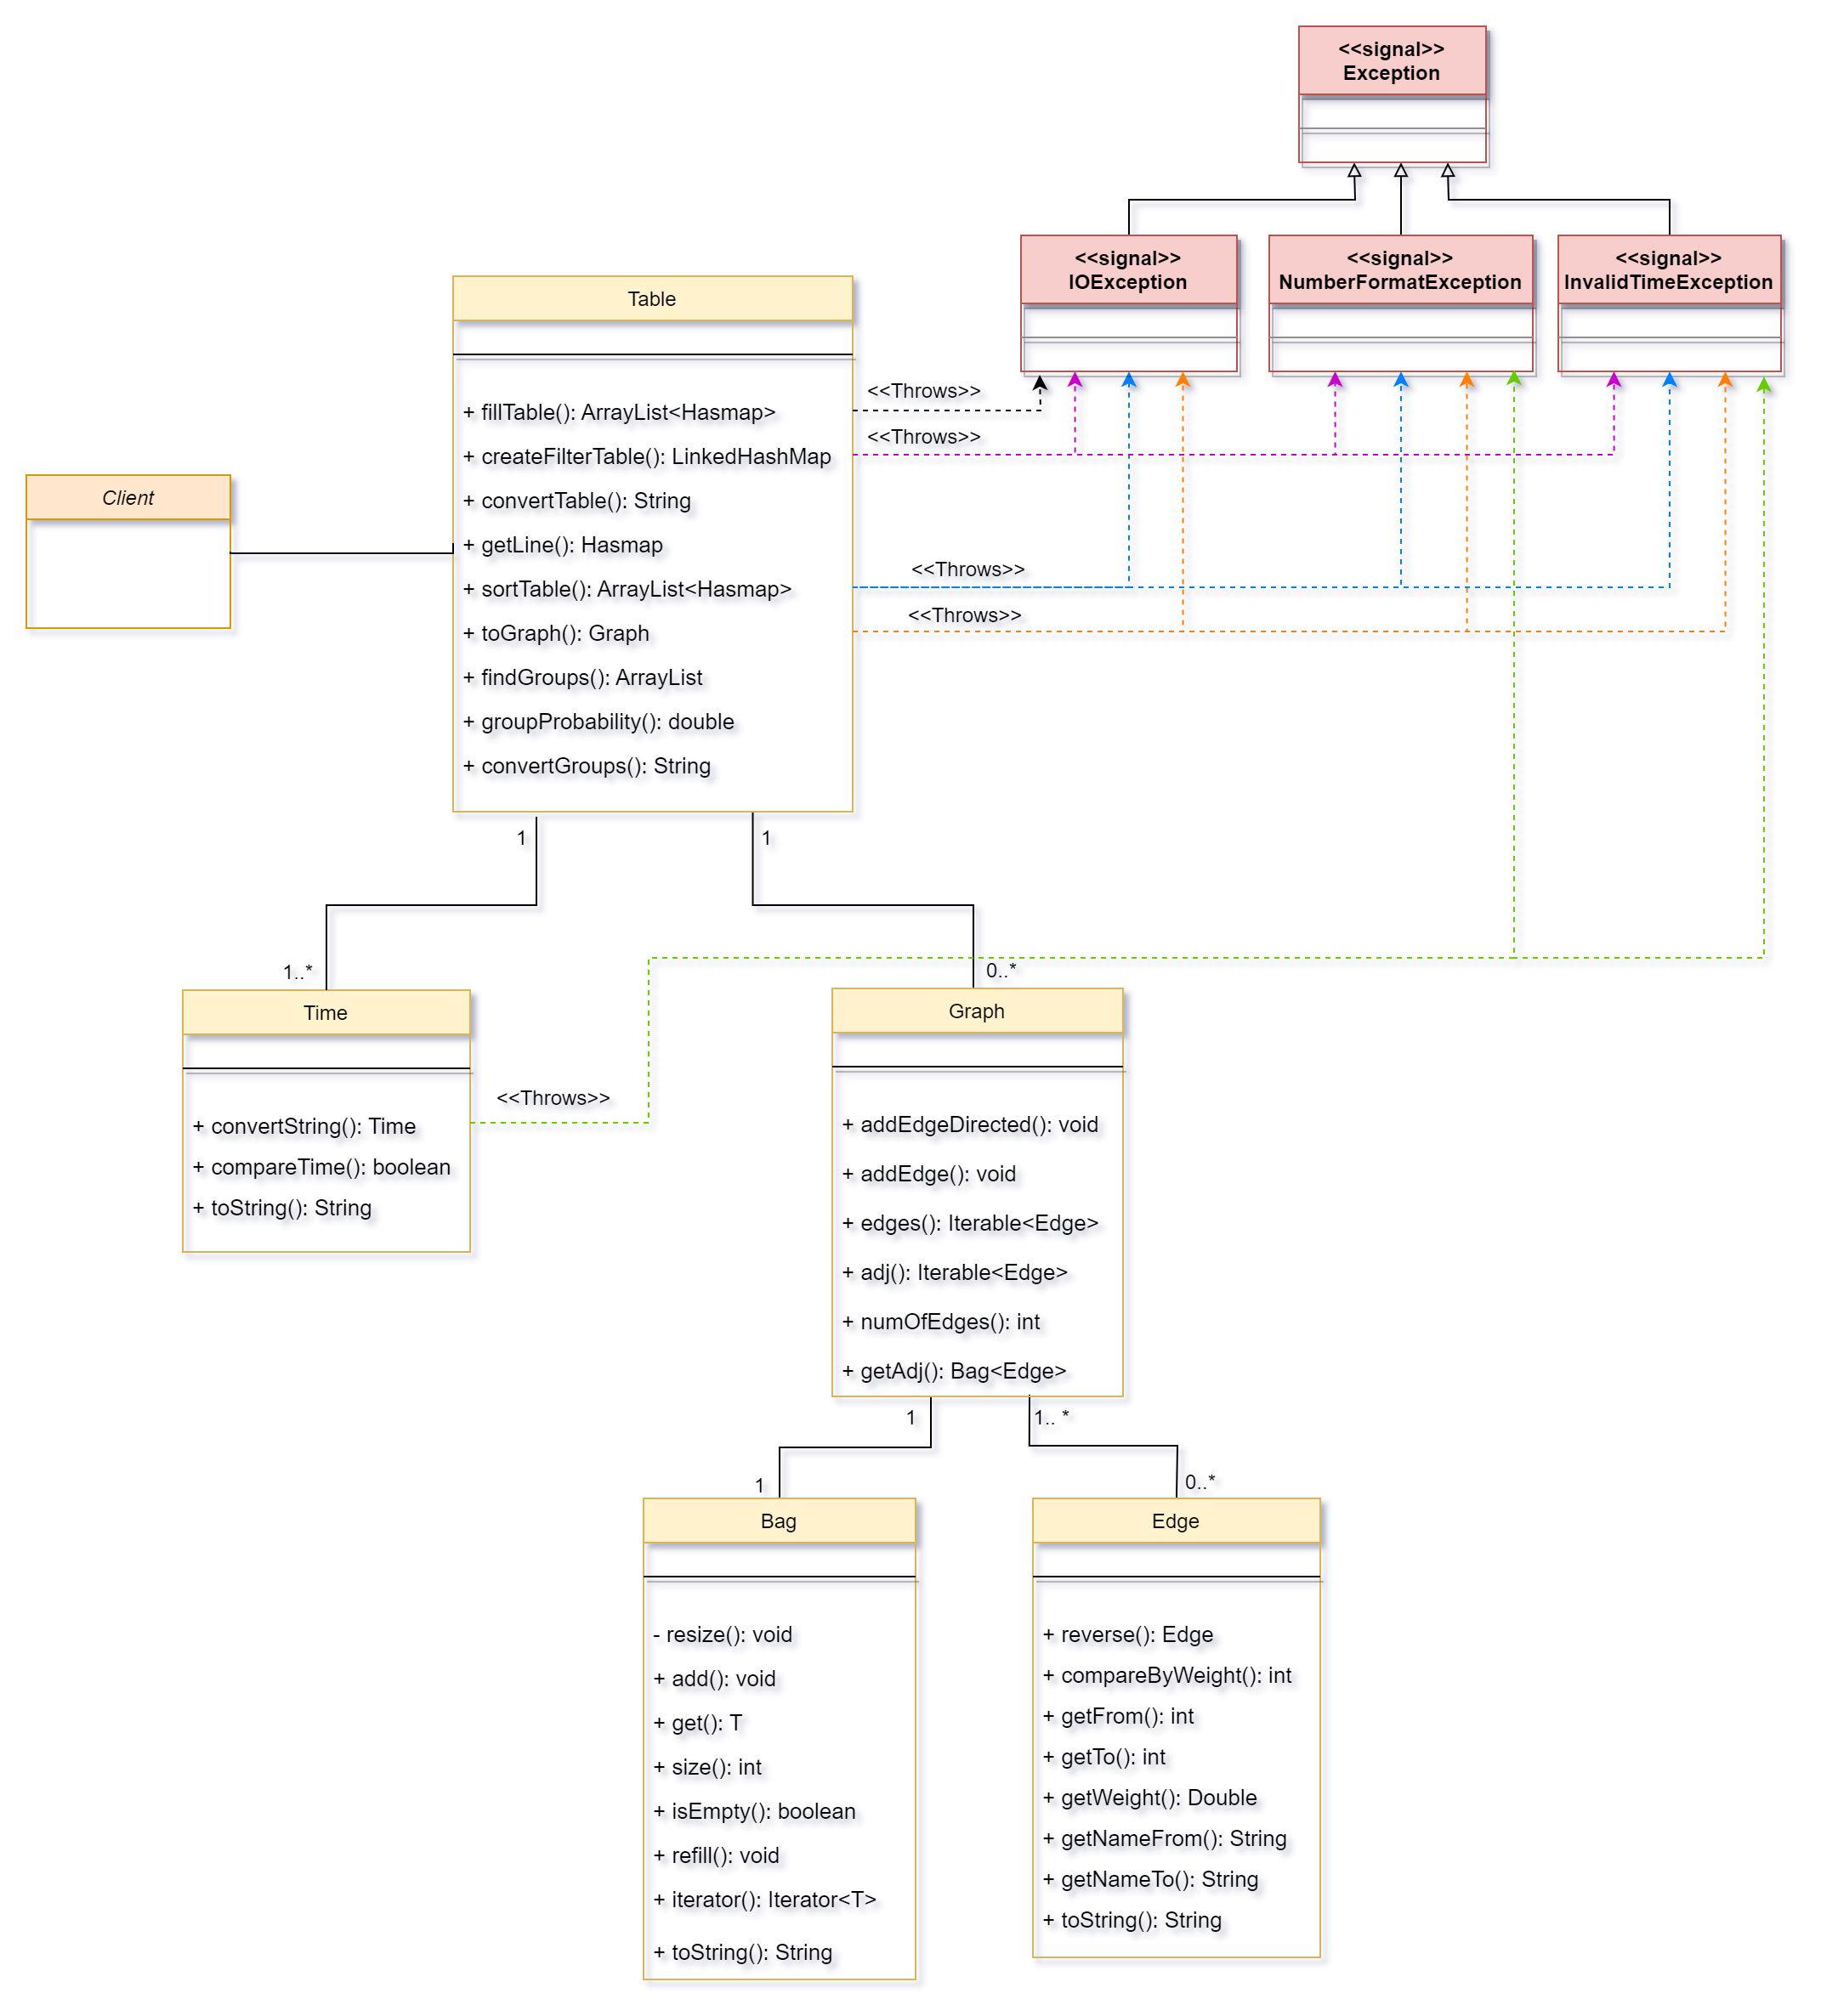 <<signal>>
Exception
<<signal>>
IOException
<<signal>>
NumberFormatException
<<signal>>
InvalidTimeException
Table
+ fillTable(): ArrayList<Hasmap>
+ createFilterTable(): LinkedHashMap
+ convertTable(): String
+ getLine(): Hasmap
+ sortTable(): ArrayList<Hasmap>
+ toGraph(): Graph
+ findGroups(): ArrayList
+ groupProbability(): double
+ convertGroups(): String
<<Throws>>
<<Throws>>
<<Throws>>
<<Throws>>
Client
1
1
1..*
0..*
Time
+ convertString(): Time
+ compareTime(): boolean
+ toString(): String
<<Throws>>
Graph
+ addEdgeDirected(): void
+ addEdge(): void
+ edges(): Iterable<Edge>
+ adj(): Iterable<Edge>
+ numOfEdges(): int
+ getAdj(): Bag<Edge>
1
1.. *
1
0..*
Bag
- resize(): void
+ add(): void
+ get(): T
+ size(): int
+ isEmpty(): boolean
+ refill(): void
+ iterator(): Iterator<T>
+ toString(): String
Edge
+ reverse(): Edge
+ compareByWeight(): int
+ getFrom(): int
+ getTo(): int
+ getWeight(): Double
+ getNameFrom(): String
+ getNameTo(): String
+ toString(): String